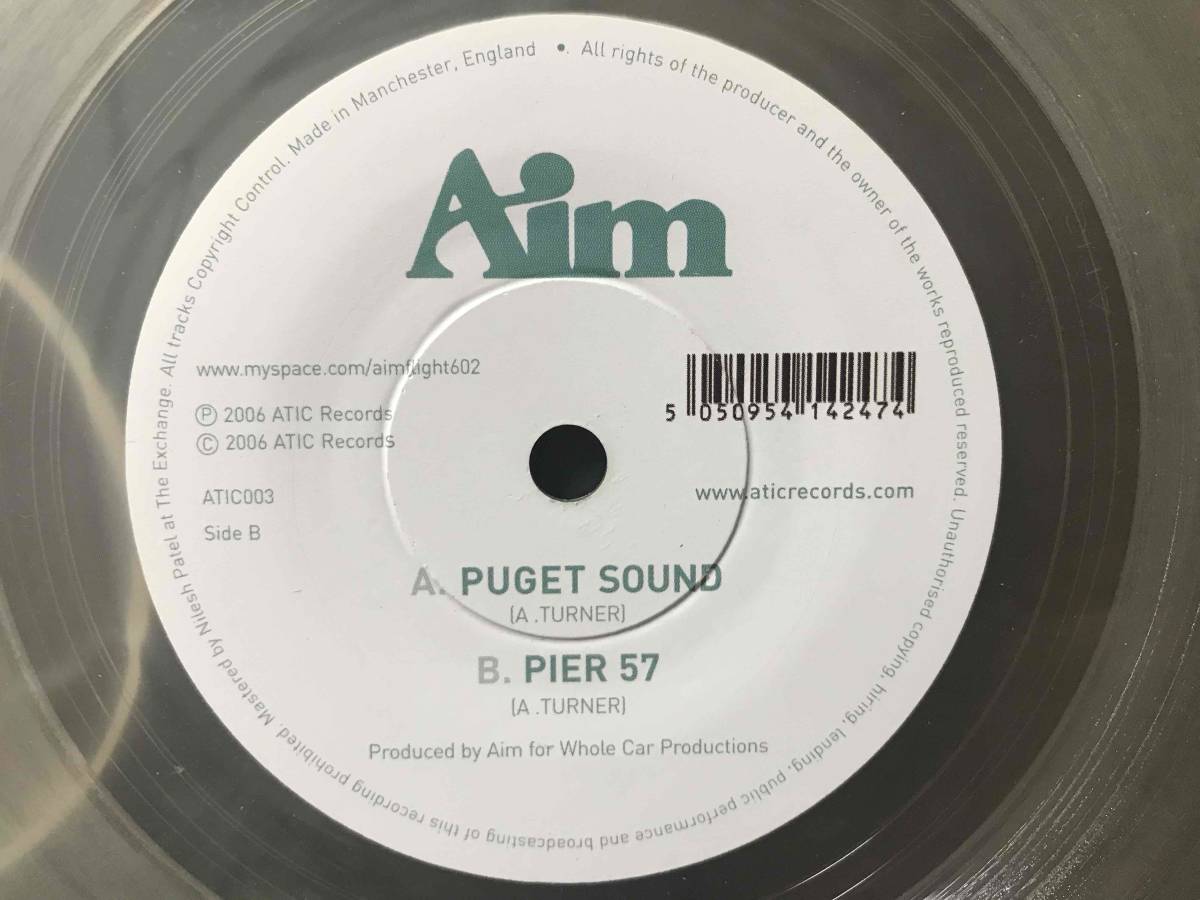 Aim
www.myspace.com/aimflight602
Ⓟ 2006 ATIC Records
© 2006 ATIC Records
ATIC003
Side B
5 050954 142474
www.aticrecords.com
A. PUGET SOUND
(A .TURNER)
B. PIER 57
(A .TURNER)
Produced by Aim for Whole Car Productions
All rights of the producer and the owner of the works reproduced reserved. Unauthorised copying, hiring, lending, public performance and broadcasting of this recording prohibited. Mastered by Nilesh Patel at The Exchange. All tracks Copyright Control. Made in Manchester, England •